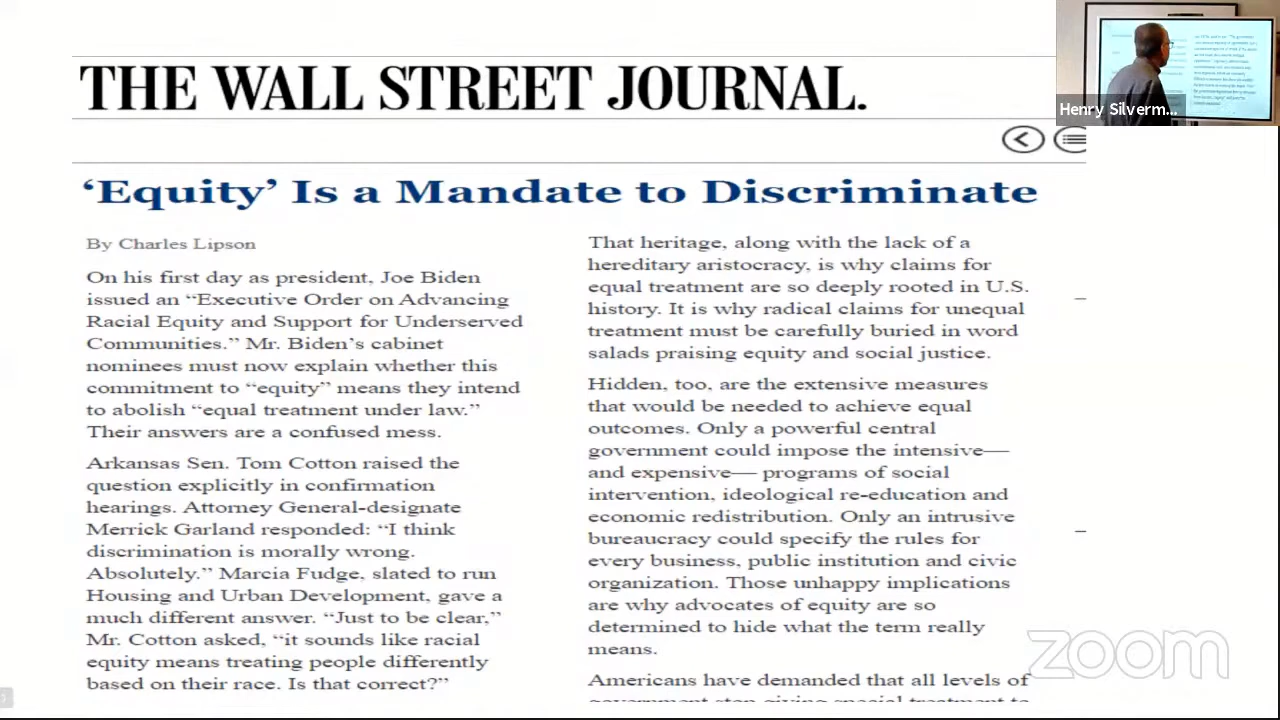 THE WALL STREET JOURNAL.
‘Equity’ Is a Mandate to Discriminate
By Charles Lipson
On his first day as president, Joe Biden
issued an “Executive Order on Advancing
Racial Equity and Support for Underserved
Communities.” Mr. Biden’s cabinet
nominees must now explain whether this
commitment to “equity” means they intend
to abolish “equal treatment under law.”
Their answers are a confused mess.
Arkansas Sen. Tom Cotton raised the
question explicitly in confirmation
hearings. Attorney General-designate
Merrick Garland responded: “I think
discrimination is morally wrong.
Absolutely.” Marcia Fudge, slated to run
Housing and Urban Development, gave a
much different answer. “Just to be clear,”
Mr. Cotton asked, “it sounds like racial
equity means treating people differently
based on their race. Is that correct?”
That heritage, along with the lack of a
hereditary aristocracy, is why claims for
equal treatment are so deeply rooted in U.S.
history. It is why radical claims for unequal
treatment must be carefully buried in word
salads praising equity and social justice.
Hidden, too, are the extensive measures
that would be needed to achieve equal
outcomes. Only a powerful central
government could impose the intensive—
and expensive— programs of social
intervention, ideological re-education and
economic redistribution. Only an intrusive
bureaucracy could specify the rules for
every business, public institution and civic
organization. Those unhappy implications
are why advocates of equity are so
determined to hide what the term really
means.
Americans have demanded that all levels of
government stop giving special treatment to
Henry Silverm...
zoom